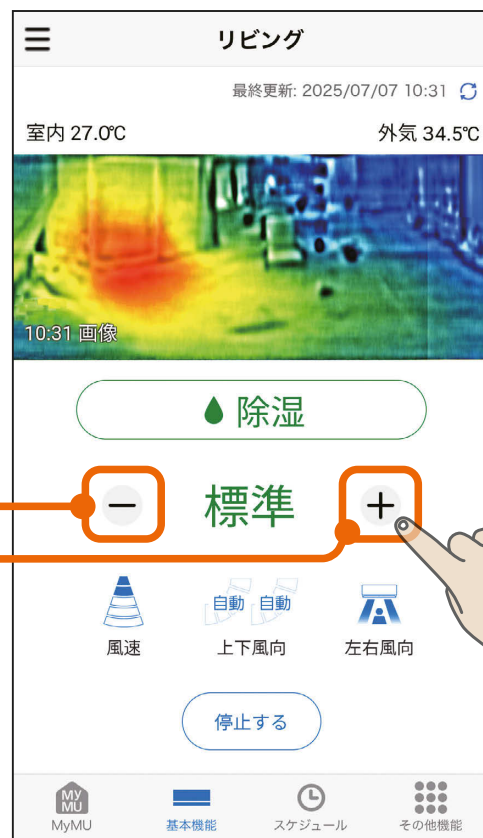 リビング
最終更新: 2025/07/07 10:31
室内 27.0℃ 外気 34.5℃
10:31 画像
除湿
標準
自動 自動
風速 上下風向 左右風向
停止する
MY
MU
MyMU 基本機能 スケジュール その他機能